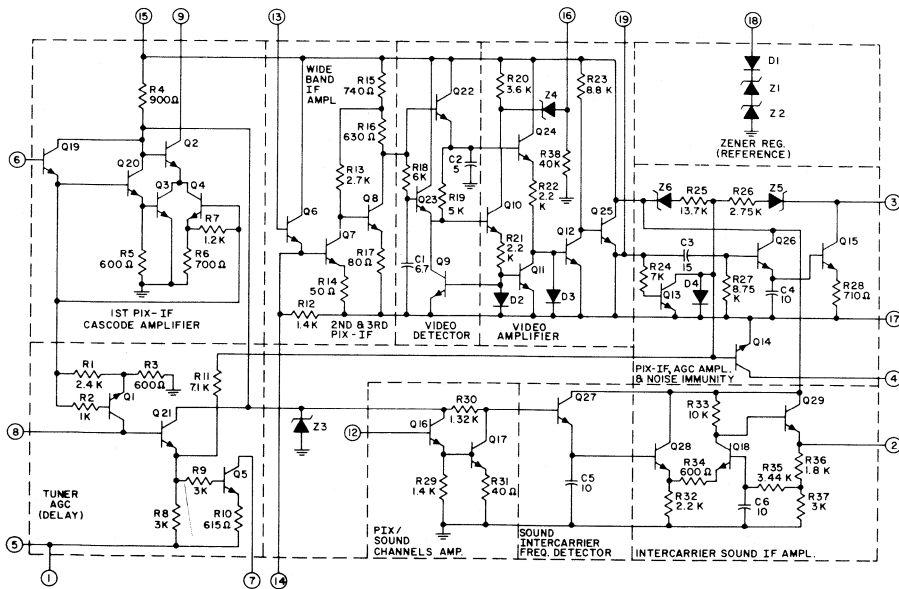 15
9
13
16
19
18
WIDE
BAND
IF
AMPL
R15
740Ω
R20
3.6K
R23
8.8K
D1
Z1
Z2
ZENER REG.
(REFERENCE)
R4
900Ω
Q22
Z4
Q19
Q2
R16
630Ω
Q24
6
Q20
Q3
Q4
R13
2.7K
R18
6K
C2
5
R38
40K
Z6
R25
13.7K
R26
2.75K
Z5
3
R7
1.2K
Q6
Q8
Q23
R19
5K
Q10
R22
2.2
K
Q25
Q12
C3
15
Q26
Q15
R5
600Ω
R6
700Ω
Q7
R17
80Ω
C1
6.7
Q9
R21
2.2
K
Q11
R24
7K
D4
R27
8.75
K
C4
10
R28
710Ω
R14
50Ω
D2
D3
Q13
R12
1.4K
17
1ST PIX-IF
CASCODE AMPLIFIER
2ND & 3RD
PIX-IF
VIDEO
DETECTOR
VIDEO
AMPLIFIER
Q14
PIX-IF, AGC AMPL.
& NOISE IMMUNITY
4
R1
2.4K
R3
600Ω
R11
7.1K
R2
1K
Q1
8
Q21
Z3
12
Q16
R30
1.32K
Q17
Q27
R33
10K
Q29
2
Q28
R34
600Ω
Q18
R36
1.8K
R9
3K
Q5
TUNER
AGC
(DELAY)
R8
3K
R10
615Ω
R29
1.4K
R31
40Ω
C5
10
R32
2.2K
R35
3.44K
C6
10
R37
3K
5
1
7
14
PIX/
SOUND
CHANNELS AMP.
SOUND
INTERCARRIER
FREQ. DETECTOR
INTERCARRIER SOUND IF AMPL.